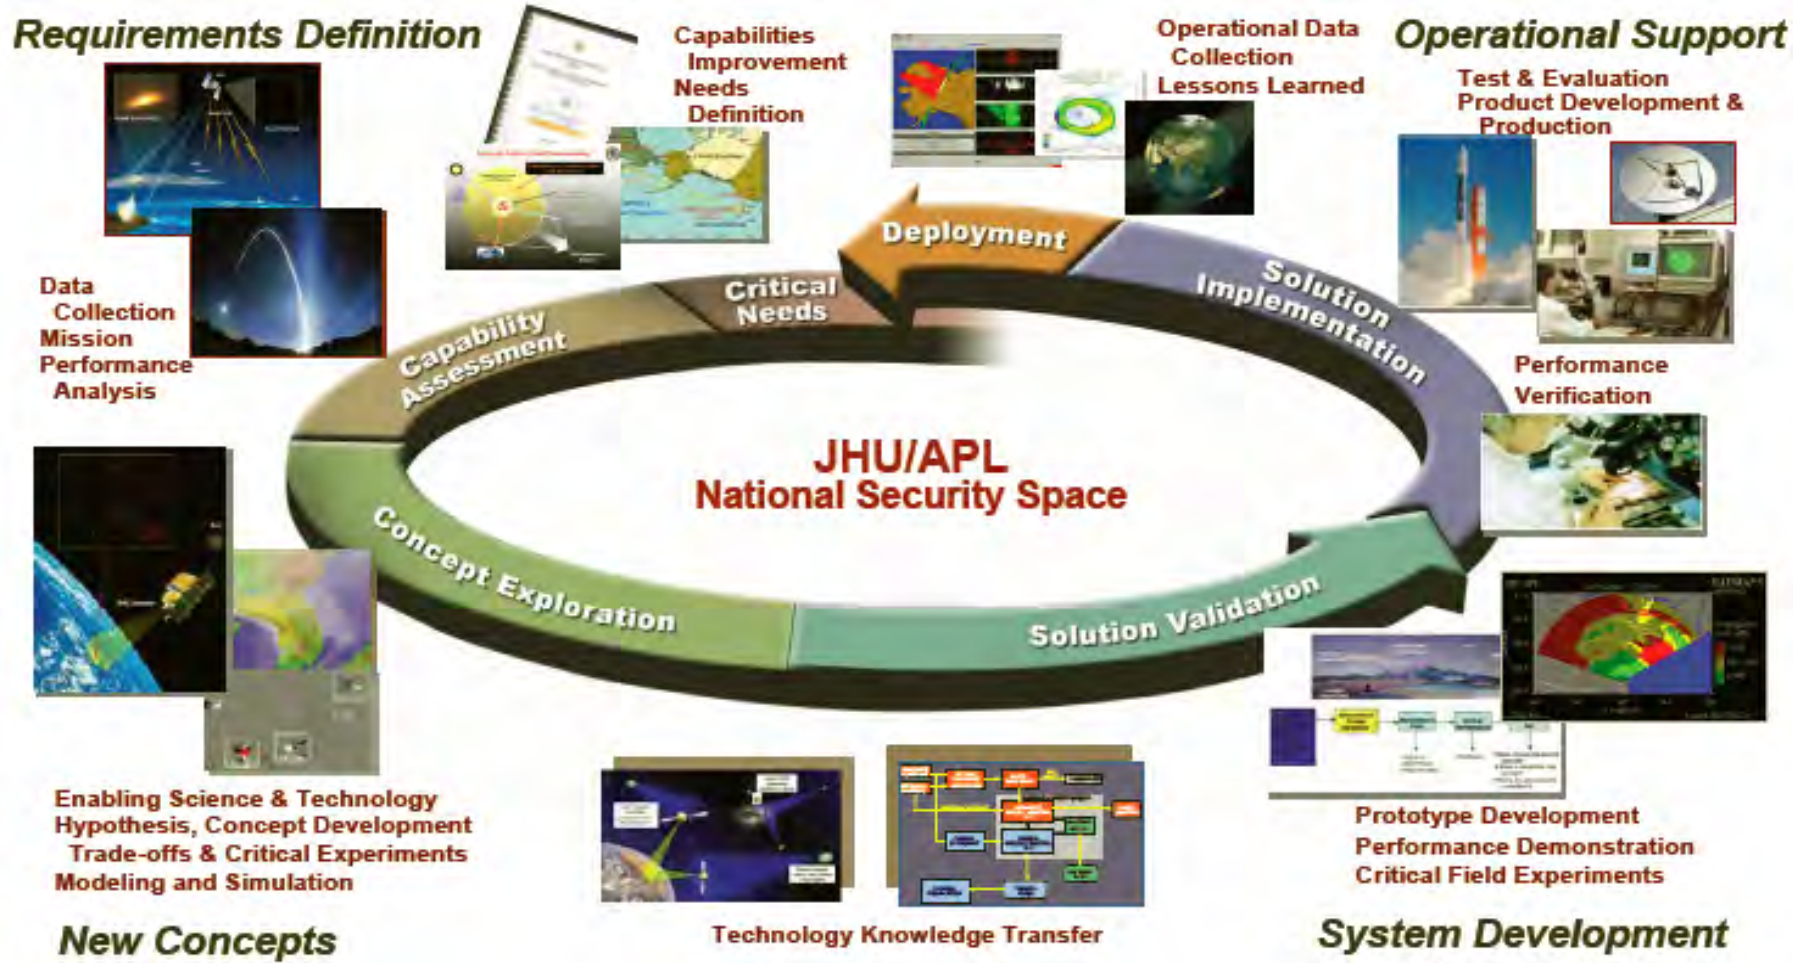 Requirements Definition
Capabilities
Improvement
Needs
Definition
Operational Data
Collection
Lessons Learned
Operational Support
Test & Evaluation
Product Development &
Production
Data
Collection
Mission
Performance
Analysis
Deployment
Critical
Needs
Capability
Assessment
Solution
Implementation
Performance
Verification
JHU/APL
National Security Space
Concept Exploration
Solution Validation
Enabling Science & Technology
Hypothesis, Concept Development
Trade-offs & Critical Experiments
Modeling and Simulation
New Concepts
Technology Knowledge Transfer
Prototype Development
Performance Demonstration
Critical Field Experiments
System Development